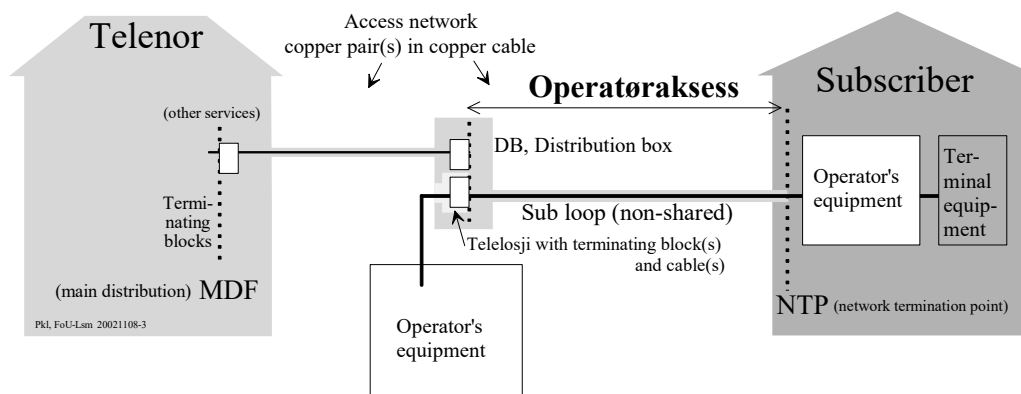 Telenor
Access network
copper pair(s) in copper cable
Operatøraksess
Subscriber
(other services)
DB, Distribution box
Termi-
nating
blocks
Sub loop (non-shared)
Telelosji with terminating block(s)
and cable(s)
Operator's
equipment
Ter-
minal
equip-
ment
(main distribution) MDF
NTP (network termination point)
Pkl, FoU-Lsm 20021108-3
Operator's
equipment